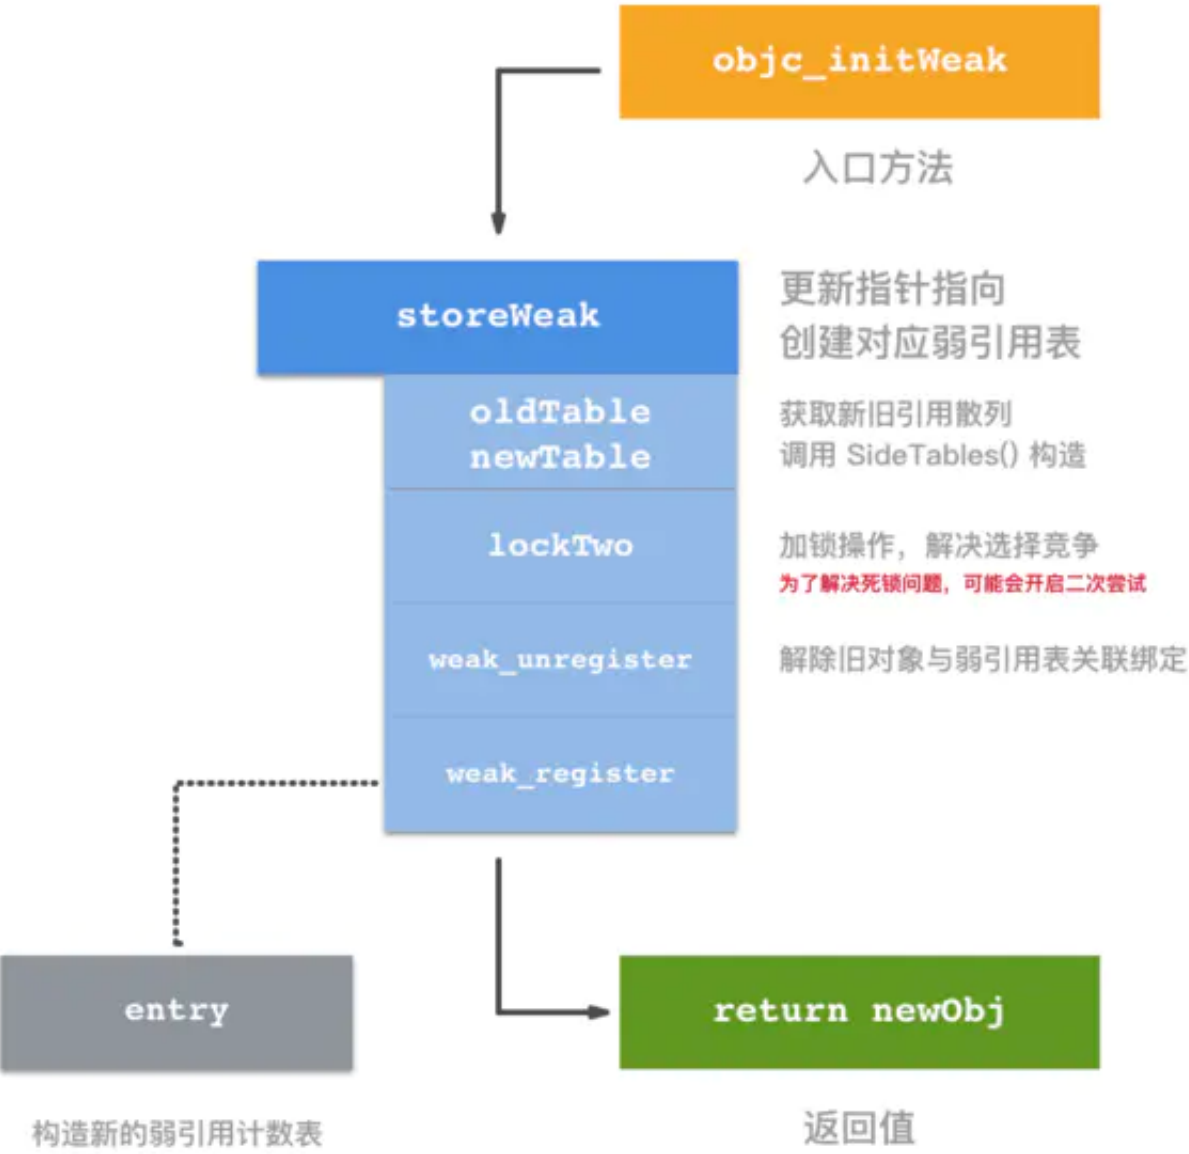 objc_initWeak
入口方法
storeWeak
更新指针指向
创建对应弱引用表
oldTable
newTable
获取新旧引用散列
调用 SideTables() 构造
lockTwo
加锁操作，解决选择竞争
为了解决死锁问题，可能会开启二次尝试
weak_unregister
解除旧对象与弱引用表关联绑定
weak_register
entry
构造新的弱引用计数表
return newObj
返回值